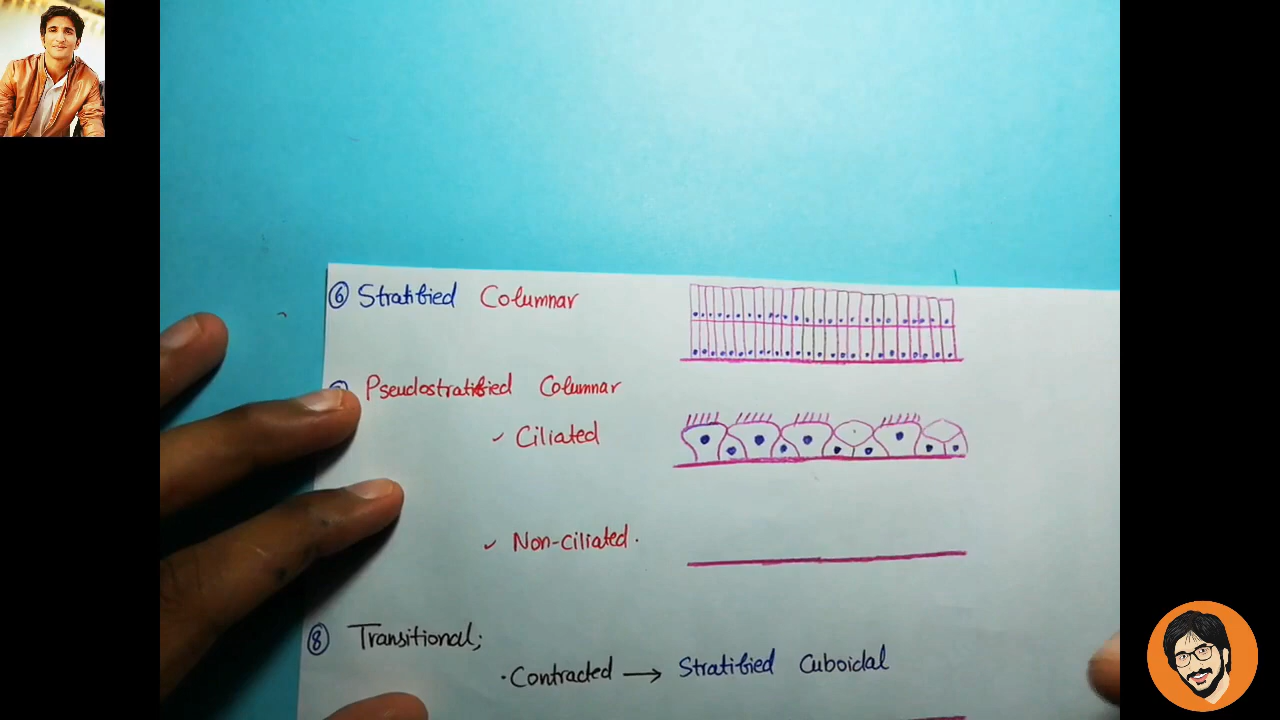 ⑥ Stratified Columnar
Pseudostratified Columnar
✓ Ciliated
✓ Non-ciliated.
⑧ Transitional;
· Contracted → Stratified Cuboidal